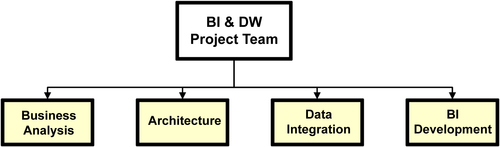 BI & DW
Project Team
Business
Analysis
Architecture
Data
Integration
BI
Development